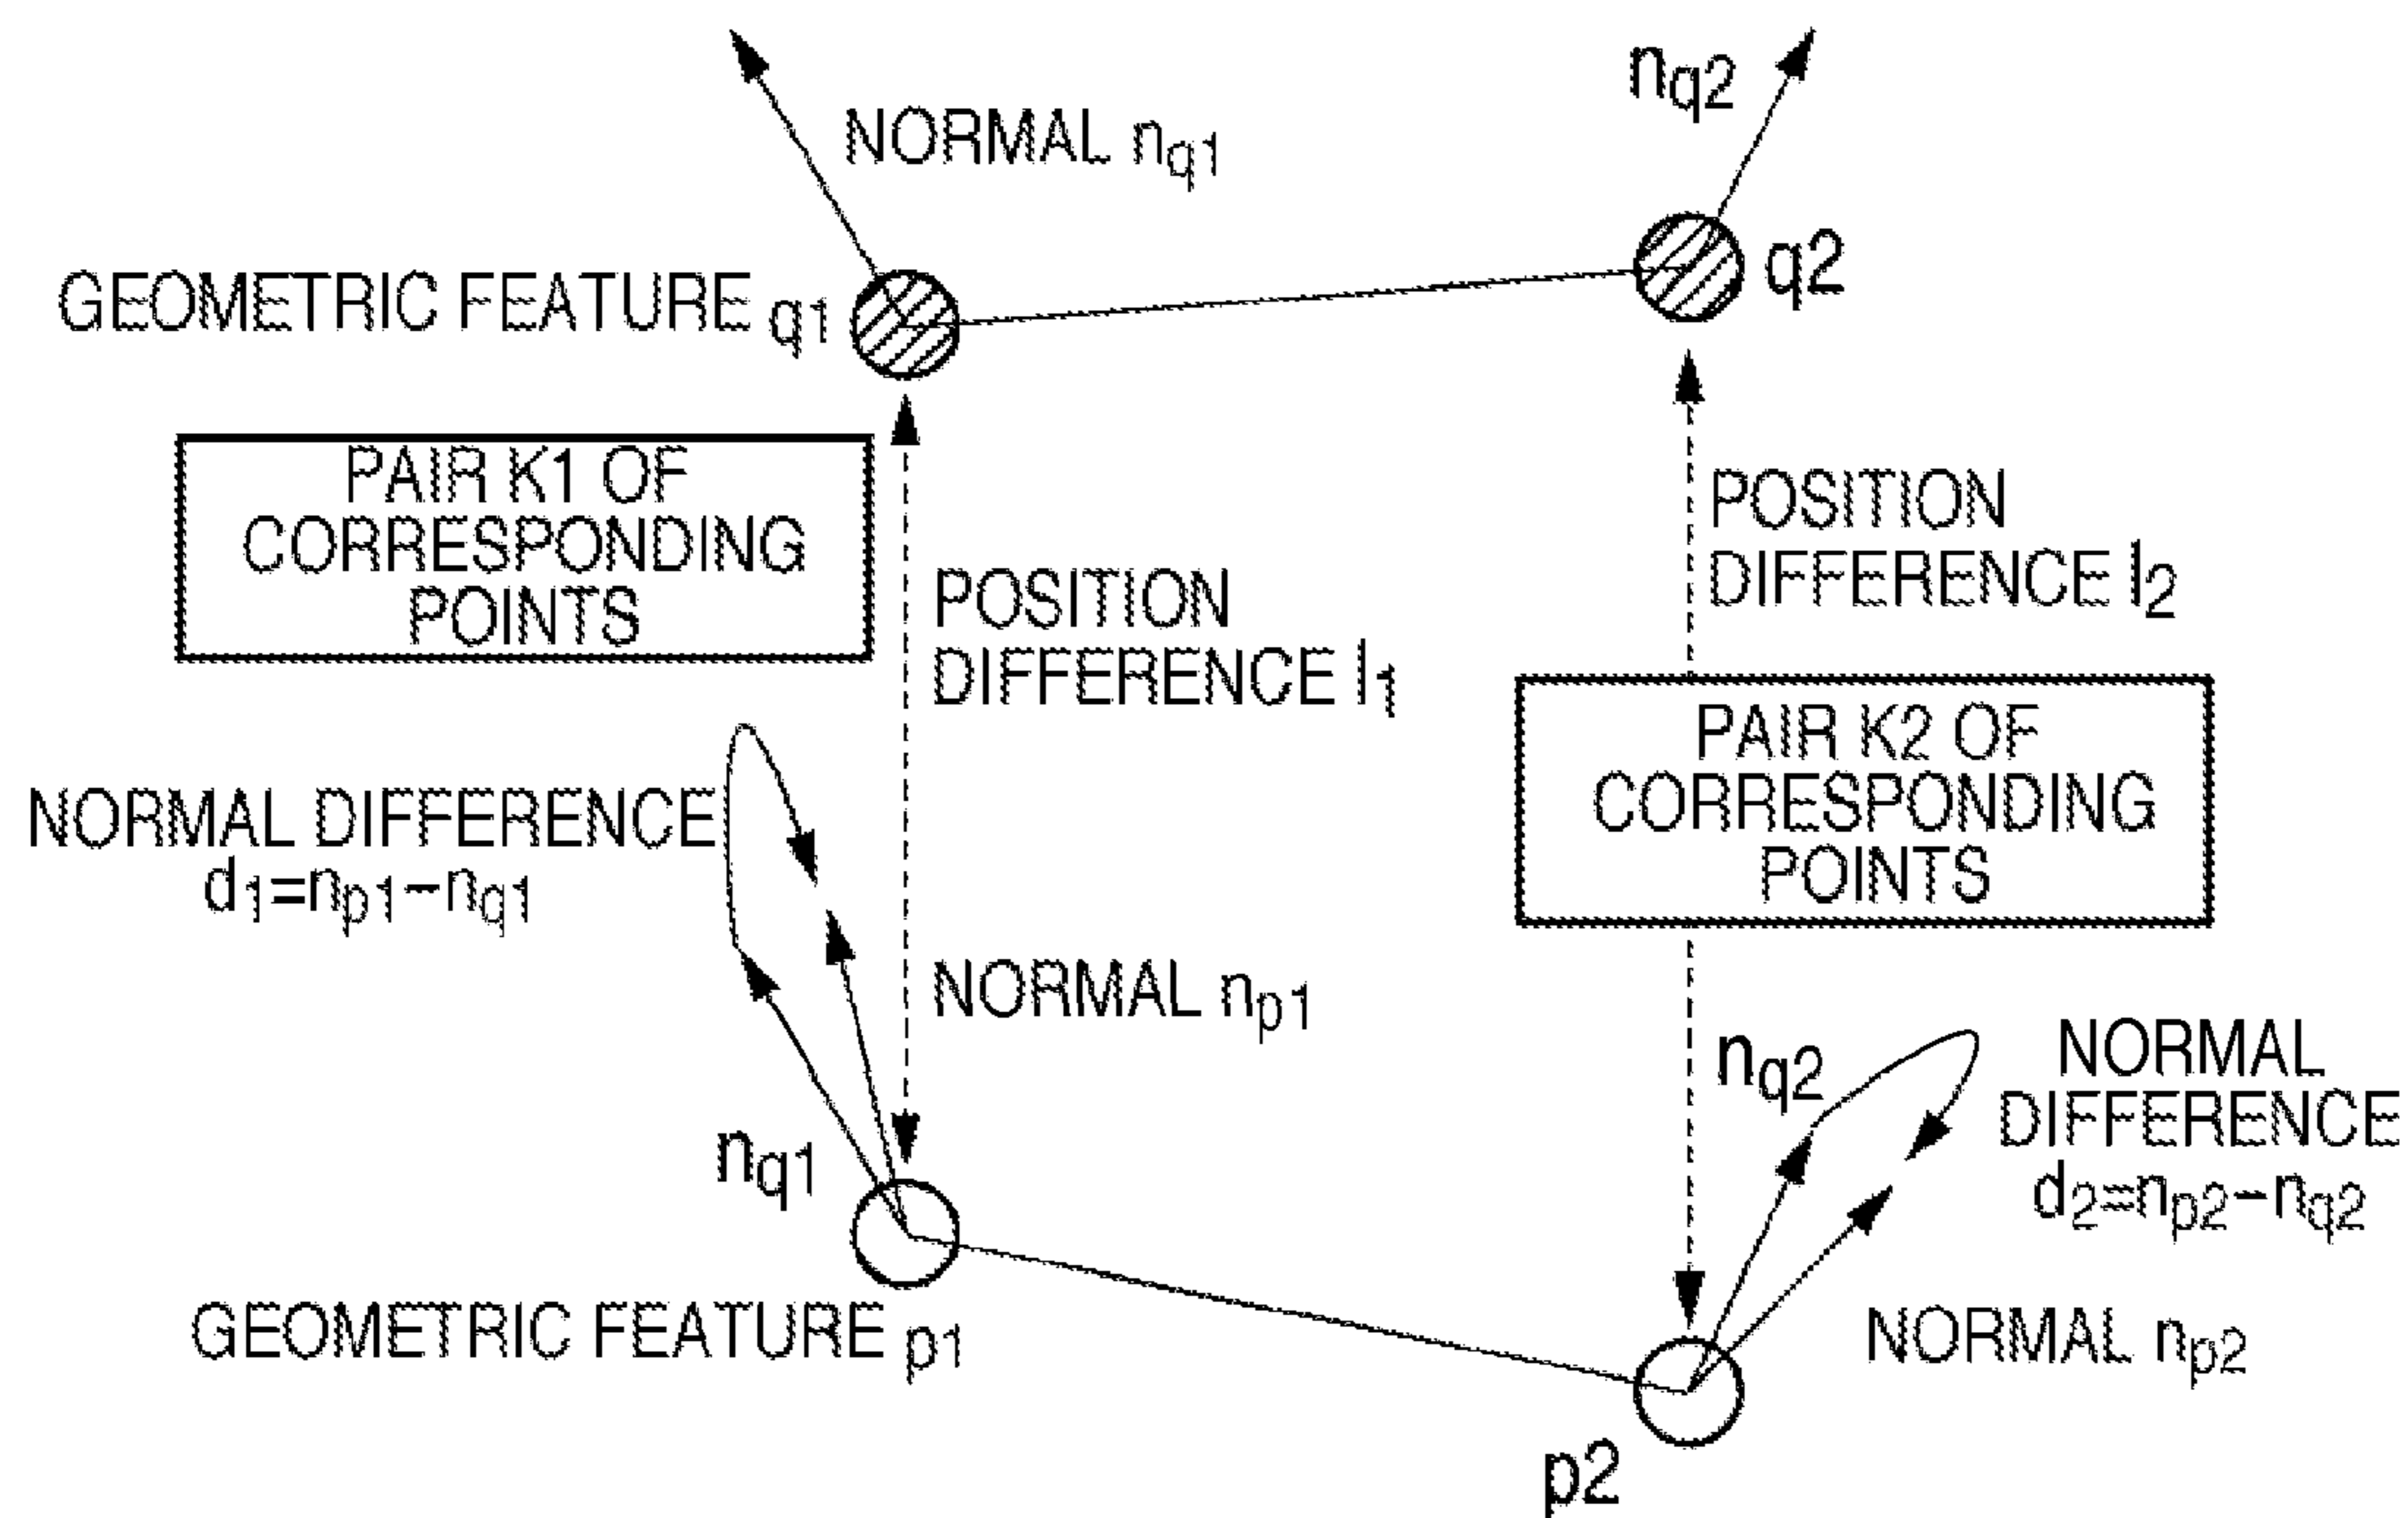 n_q2
NORMAL n_q1
GEOMETRIC FEATURE q1
q2
PAIR K1 OF
CORRESPONDING
POINTS
POSITION
DIFFERENCE l_1
POSITION
DIFFERENCE l_2
PAIR K2 OF
CORRESPONDING
POINTS
NORMAL DIFFERENCE
d_1=n_p1-n_q1
NORMAL n_p1
n_q1
n_q2
NORMAL
DIFFERENCE
d_2=n_p2-n_q2
GEOMETRIC FEATURE p1
NORMAL n_p2
p2